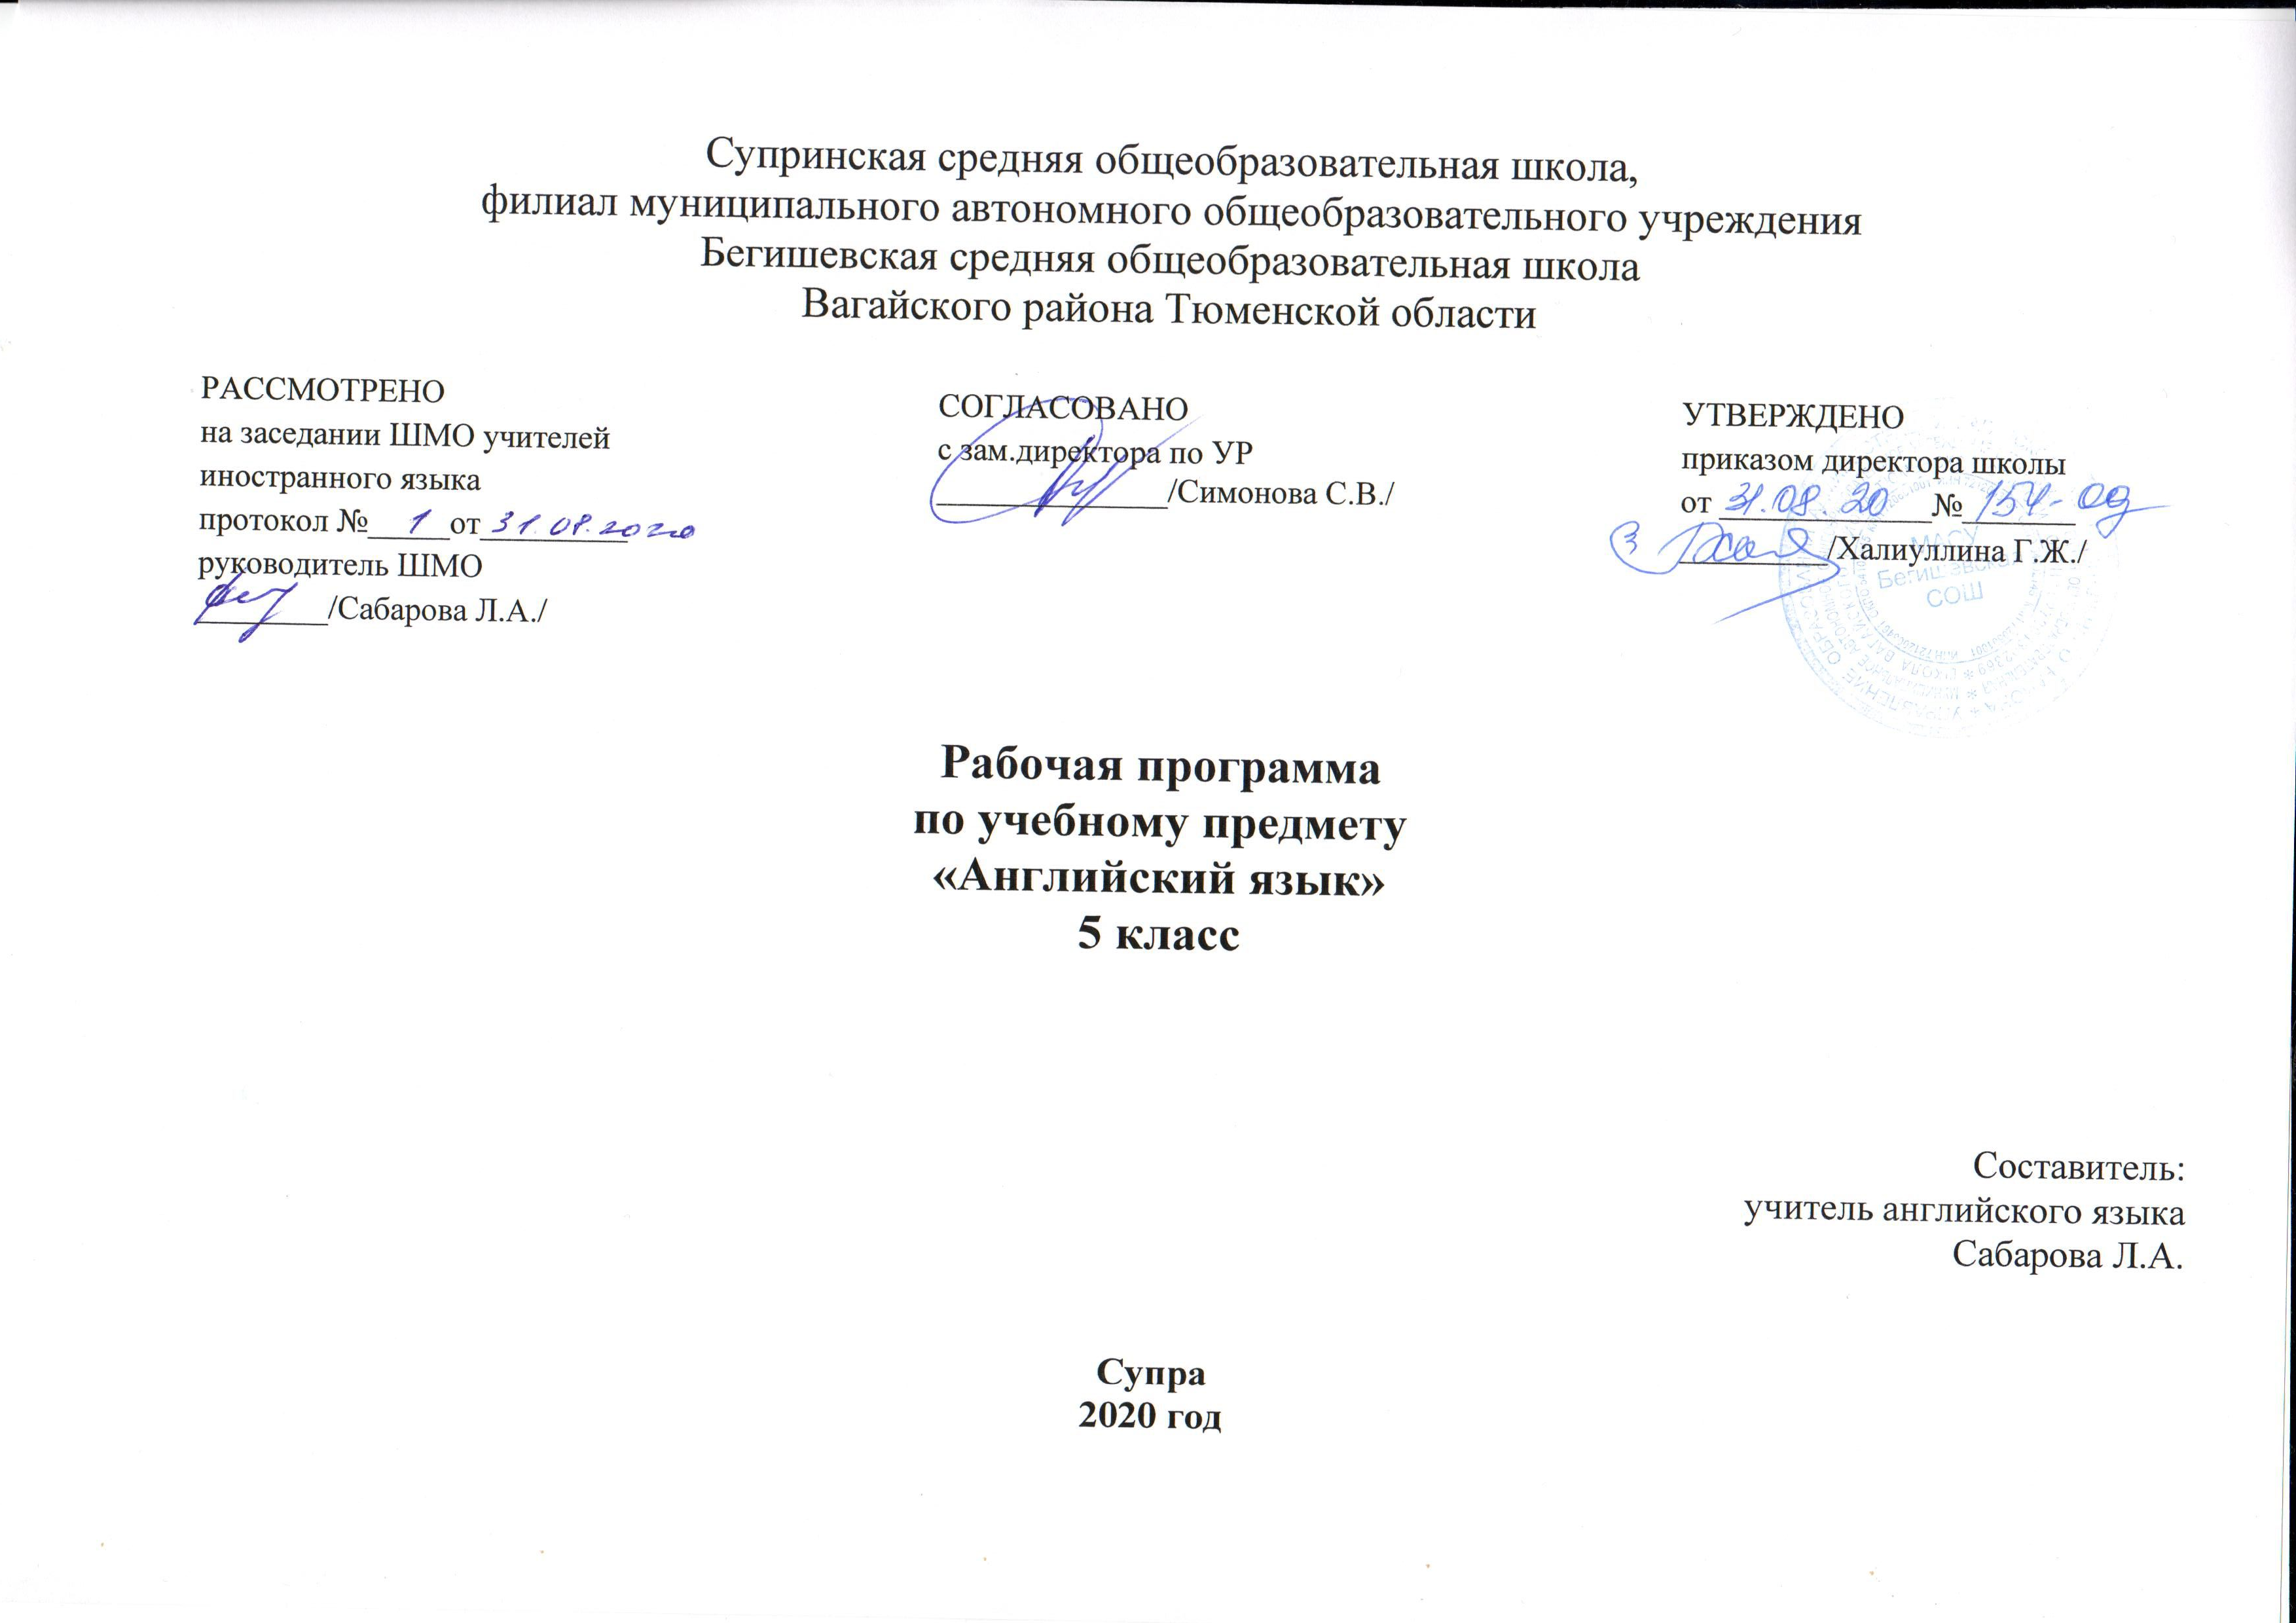 Супринская средняя общеобразовательная школа,
филиал муниципального автономного общеобразовательного учреждения
Бегишевская средняя общеобразовательная школа
Вагайского района Тюменской области
РАССМОТРЕНО
на заседании ШМО учителей
иностранного языка
протокол № 1 от 31.08.2020
руководитель ШМО
/Сабарова Л.А./
СОГЛАСОВАНО
с зам.директора по УР
/Симонова С.В./
УТВЕРЖДЕНО
приказом директора школы
от 31.08.20 № 154-од
/Халиуллина Г.Ж./
МАОУ
Бегишевская
СОШ
Рабочая программа
по учебному предмету
«Английский язык»
5 класс
Составитель:
учитель английского языка
Сабарова Л.А.
Супра
2020 год